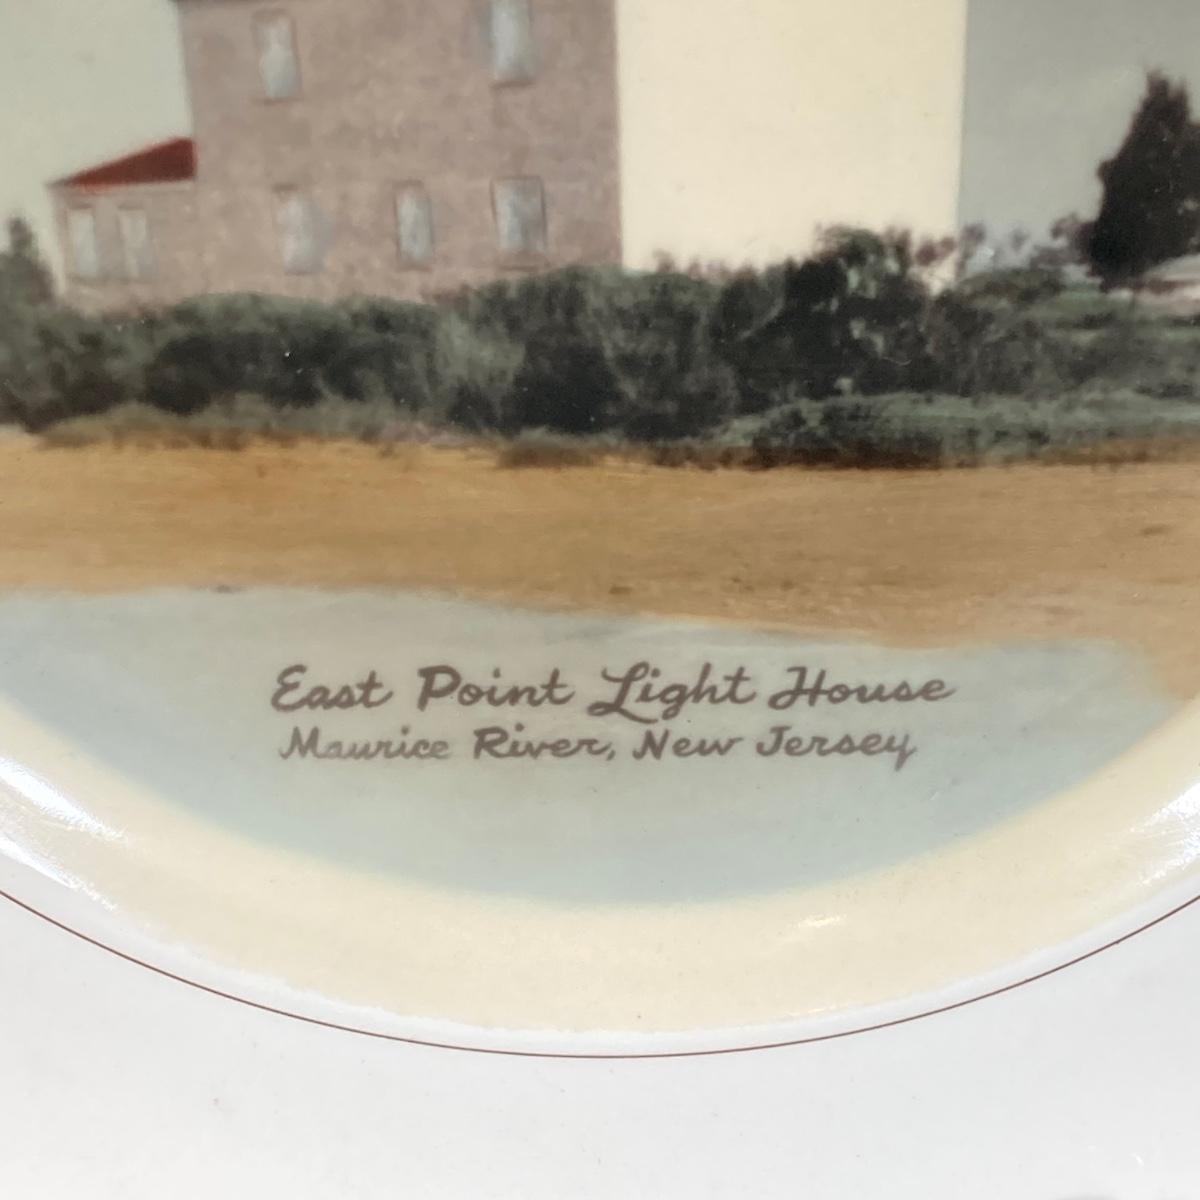 East Point Light House
Maurice River, New Jersey